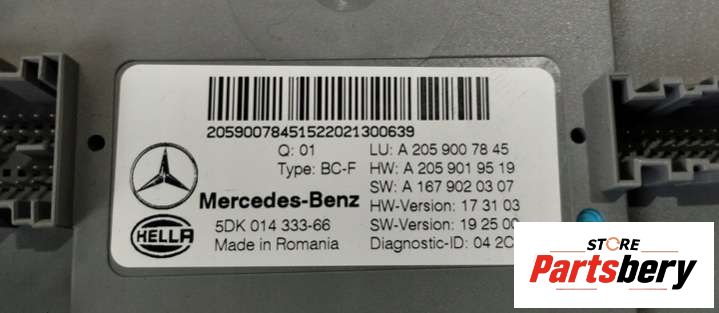 20590078451522021300639
Q: 01
LU: A 205 900 78 45
Type: BC-F
HW: A 205 901 95 19
SW: A 167 902 03 07
Mercedes-Benz
HW-Version: 17 31 03
5DK 014 333-66
SW-Version: 19 25 00
HELLA
Made in Romania
Diagnostic-ID: 04 2C
STORE
Partsbery